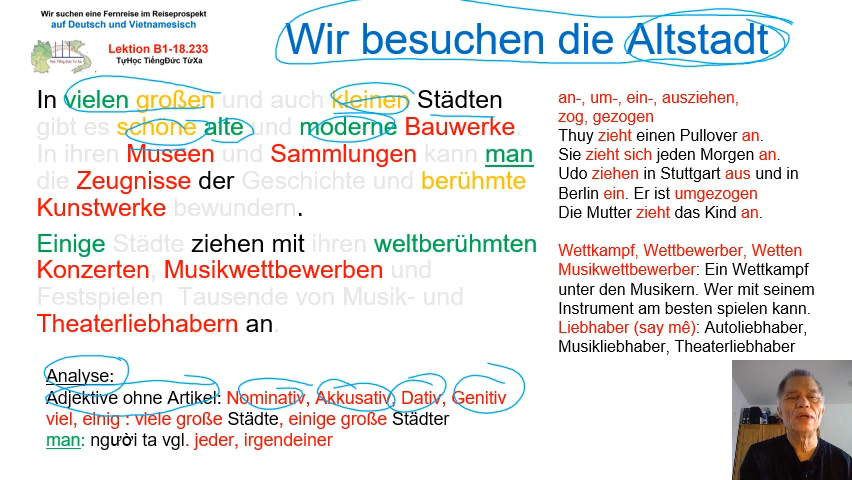 Wir suchen eine Fernreise im Reiseprospekt
auf Deutsch und Vietnamesisch
Lektion B1-18.233
TựHọc TiếngĐức TừXa
Wir besuchen die Altstadt
In vielen großen und auch kleinen Städten
gibt es schöne alte und moderne Bauwerke.
In ihren Museen und Sammlungen kann man
die Zeugnisse der Geschichte und berühmte
Kunstwerke bewundern.
Einige Städte ziehen mit ihren weltberühmten
Konzerten, Musikwettbewerben und
Festspielen Tausende von Musik- und
Theaterliebhabern an.
Analyse:
Adjektive ohne Artikel: Nominativ, Akkusativ, Dativ, Genitiv
viel, einig : viele große Städte, einige große Städter
man: người ta vgl. jeder, irgendeiner
an-, um-, ein-, ausziehen,
zog, gezogen
Thuy zieht einen Pullover an.
Sie zieht sich jeden Morgen an.
Udo ziehen in Stuttgart aus und in
Berlin ein. Er ist umgezogen
Die Mutter zieht das Kind an.
Wettkampf, Wettbewerber, Wetten
Musikwettbewerber: Ein Wettkampf
unter den Musikern. Wer mit seinem
Instrument am besten spielen kann.
Liebhaber (say mê): Autoliebhaber,
Musikliebhaber, Theaterliebhaber